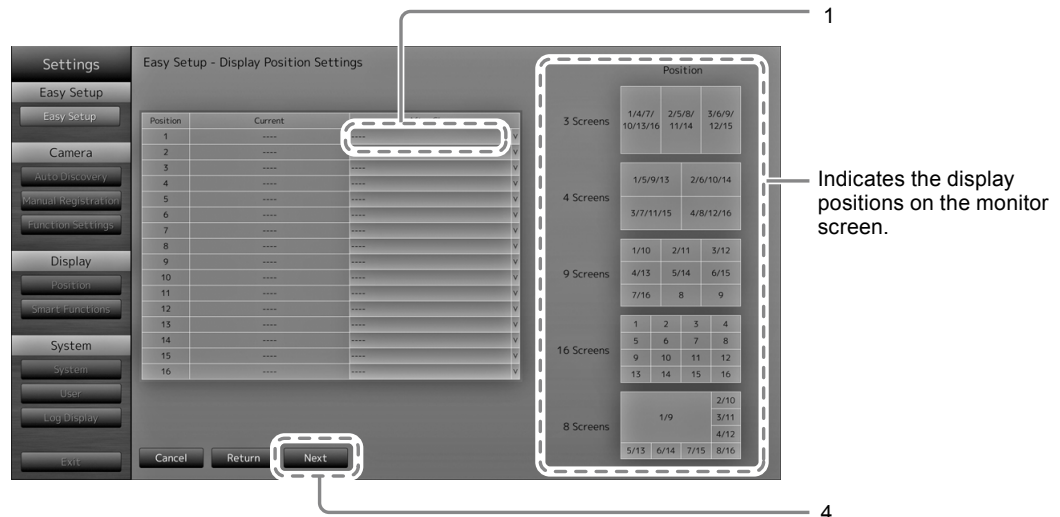 1
Settings
Easy Setup
Easy Setup
Camera
Auto Discovery
Manual Registration
Function Settings
Display
Position
Smart Functions
System
System
User
Log Display
Exit
Easy Setup - Display Position Settings
Position Current
1 ---- ---- v
2 ---- ---- v
3 ---- ---- v
4 ---- ---- v
5 ---- ---- v
6 ---- ---- v
7 ---- ---- v
8 ---- ---- v
9 ---- ---- v
10 ---- ---- v
11 ---- ---- v
12 ---- ---- v
13 ---- ---- v
14 ---- ---- v
15 ---- ---- v
16 ---- ---- v
Cancel Return Next
Position
3 Screens
1/4/7/ 2/5/8/ 3/6/9/
10/13/16 11/14 12/15
4 Screens
1/5/9/13 2/6/10/14
3/7/11/15 4/8/12/16
9 Screens
1/10 2/11 3/12
4/13 5/14 6/15
7/16 8 9
16 Screens
1 2 3 4
5 6 7 8
9 10 11 12
13 14 15 16
8 Screens
1/9 2/10
3/11
4/12
5/13 6/14 7/15 8/16
Indicates the display
positions on the monitor
screen.
4